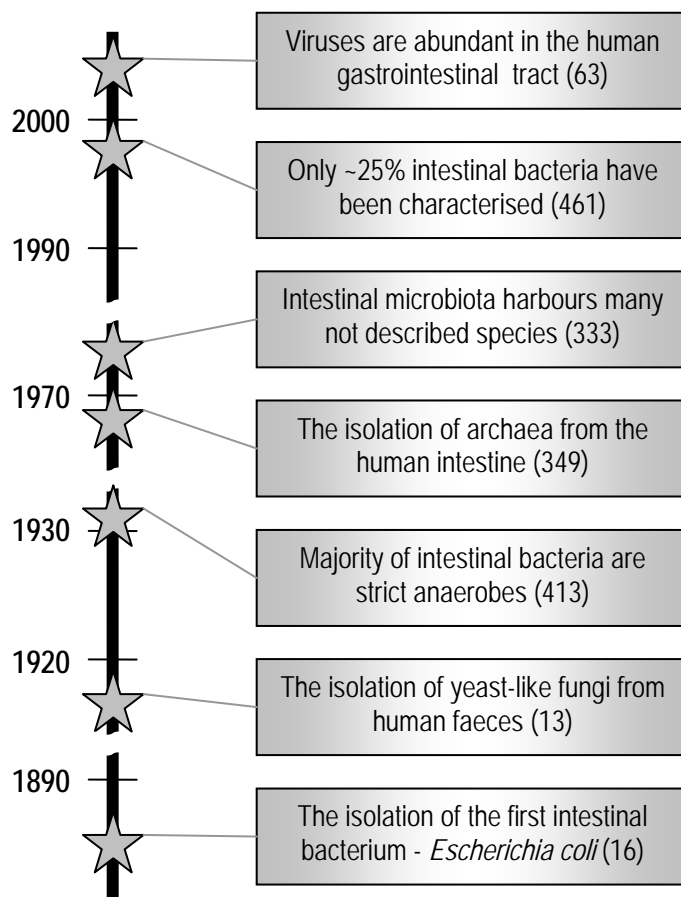 Viruses are abundant in the human
gastrointestinal tract (63)
2000
Only ~25% intestinal bacteria have
been characterised (461)
1990
Intestinal microbiota harbours many
not described species (333)
1970
The isolation of archaea from the
human intestine (349)
1930
Majority of intestinal bacteria are
strict anaerobes (413)
1920
The isolation of yeast-like fungi from
human faeces (13)
1890
The isolation of the first intestinal
bacterium - Escherichia coli (16)